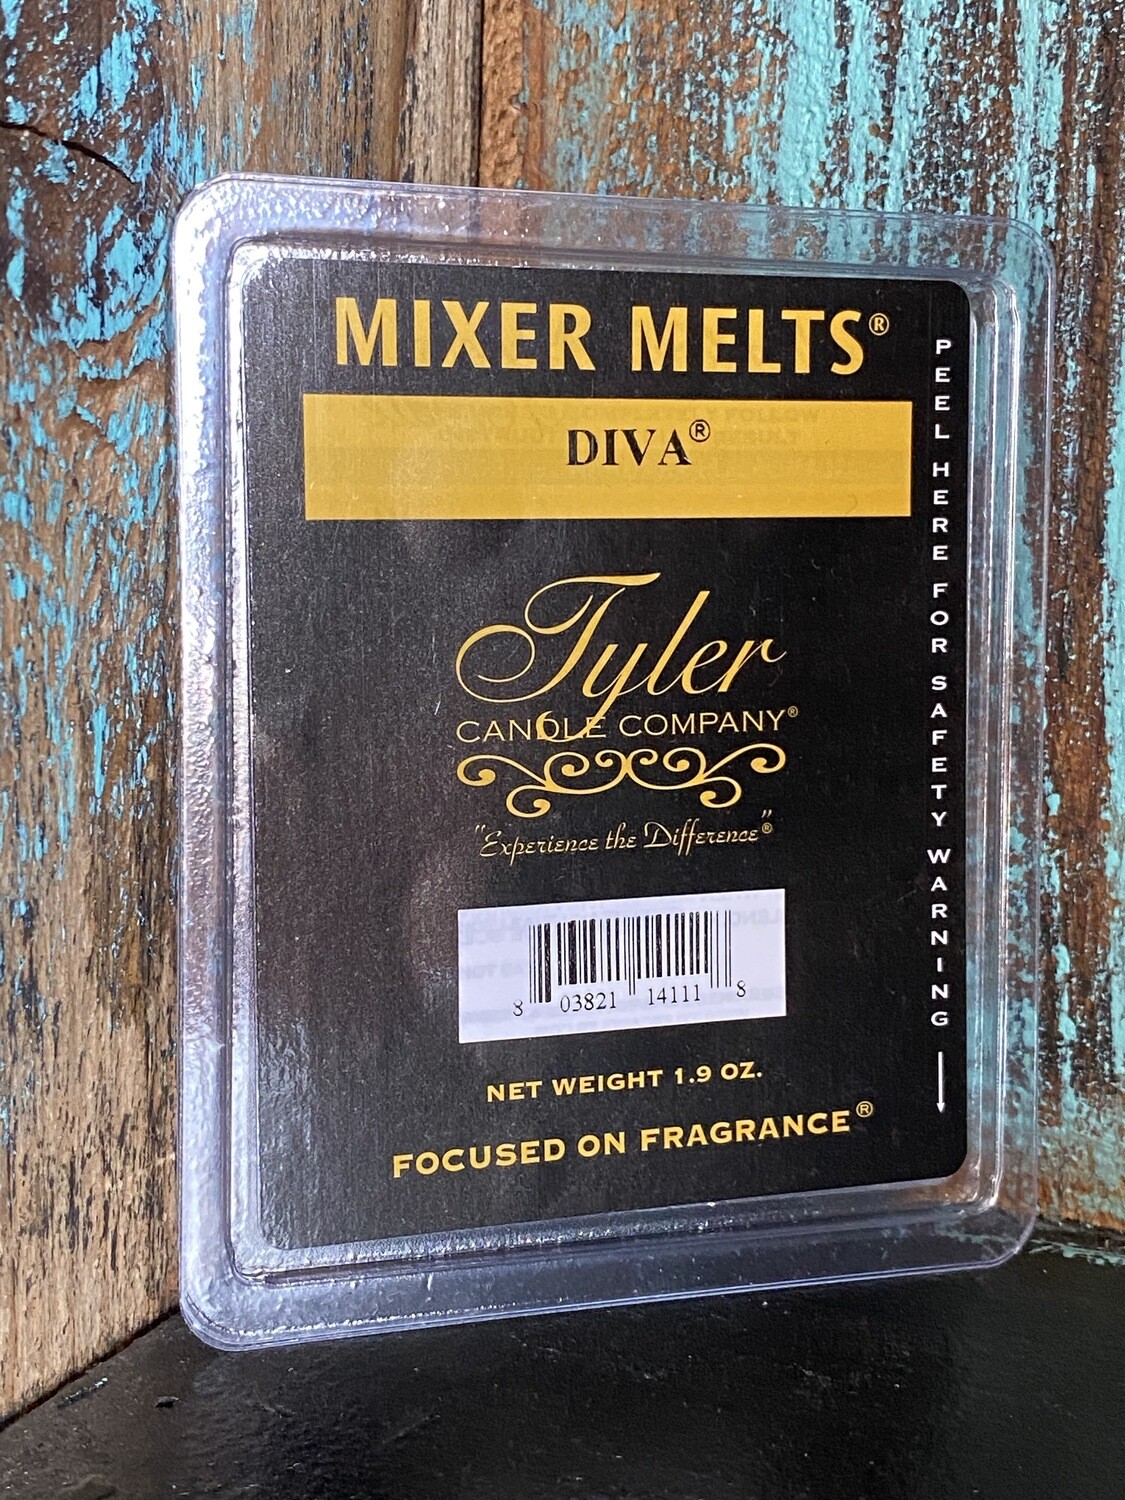 MIXER MELTS®
DIVA®
Tyler
CANDLE COMPANY®
"Experience the Difference"®
8 03821 14111 8
NET WEIGHT 1.9 OZ.
FOCUSED ON FRAGRANCE®
PEEL HERE FOR SAFETY WARNING